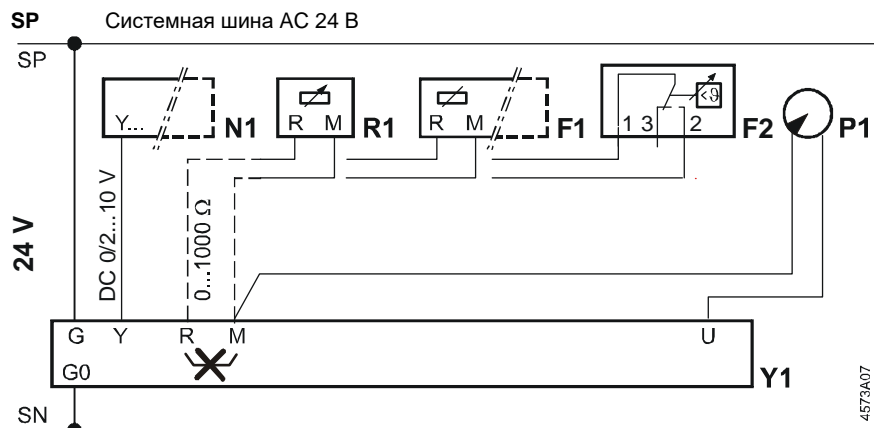 SP Системная шина AC 24 В
SP
Y... N1 R M R1 R M F1 1 3 2 <ϑ F2 P1
24 V
DC 0/2...10 V
0...1000 Ω
G Y R M U
G0 Y1
SN
4573A07